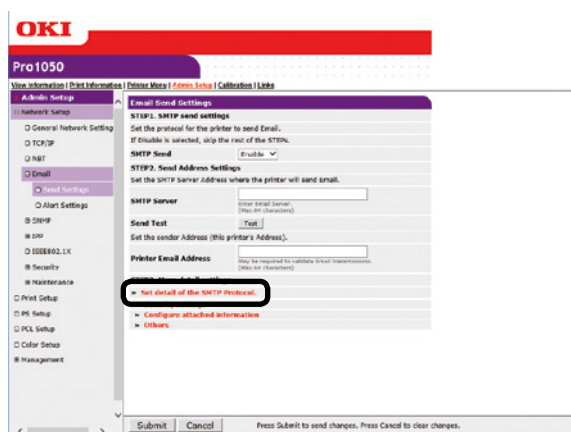 OKI
Pro1050
View Information | Print Information | Printer Menu | Admin Setup | Calibration | Links
Admin Setup
Network Setup
General Network Setting
TCP/IP
NBT
Email
Send Settings
Alert Settings
SNMP
IPP
IEEE802.1X
Security
Maintenance
Print Setup
PS Setup
PCL Setup
Color Setup
Management
Email Send Settings
STEP1. SMTP send settings
Set the protocol for the printer to send Email.
If Disable is selected, skip the rest of the STEPs.
SMTP Send Enable
STEP2. Send Address Settings
Set the SMTP Server Address where the printer will send Email.
SMTP Server
Enter Email Server.
(Max.64 characters)
Send Test Test
Set the sender Address (this printer's Address).
Printer Email Address
May be required to validate Email transmissions.
(Max.64 characters)
Set detail of the SMTP Protocol.
Configure attached information
Others
Submit Cancel Press Submit to send changes. Press Cancel to clear changes.